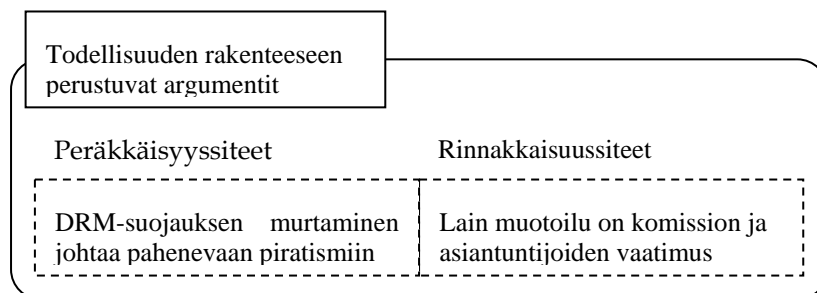 Todellisuuden rakenteeseen
perustuvat argumentit
Peräkkäisyyssiteet
Rinnakkaisuussiteet
DRM-suojauksen murtaminen
johtaa pahenevaan piratismiin
Lain muotoilu on komission ja
asiantuntijoiden vaatimus